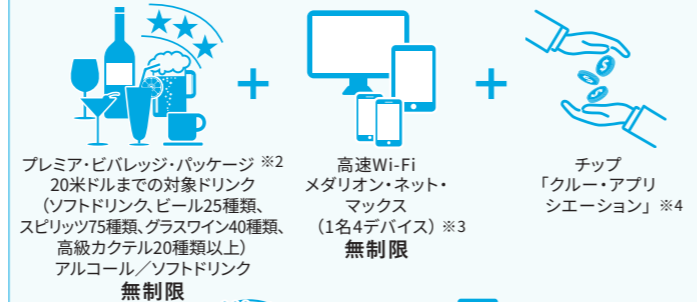 プレミア・ビバレッジ・パッケージ ※2
20米ドルまでの対象ドリンク
(ソフトドリンク、ビール25種類、
スピリッツ75種類、グラスワイン40種類、
高級カクテル20種類以上)
アルコール／ソフトドリンク
無制限
高速Wi-Fi
メダリオン・ネット・
マックス
(1名4デバイス) ※3
無制限
チップ
「クルー・アプリ
シエーション」 ※4